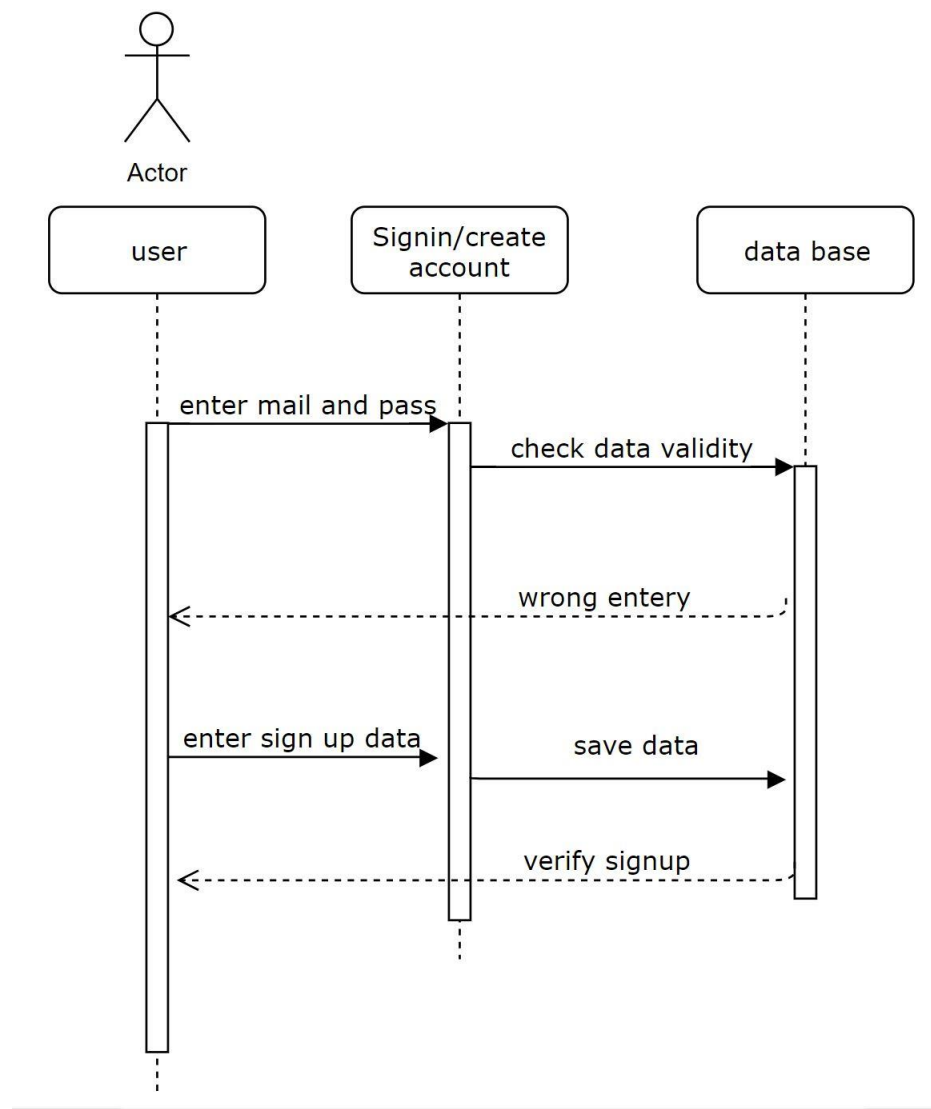 Actor
user
Signin/create
account
data base
enter mail and pass
check data validity
wrong entery
enter sign up data
save data
verify signup